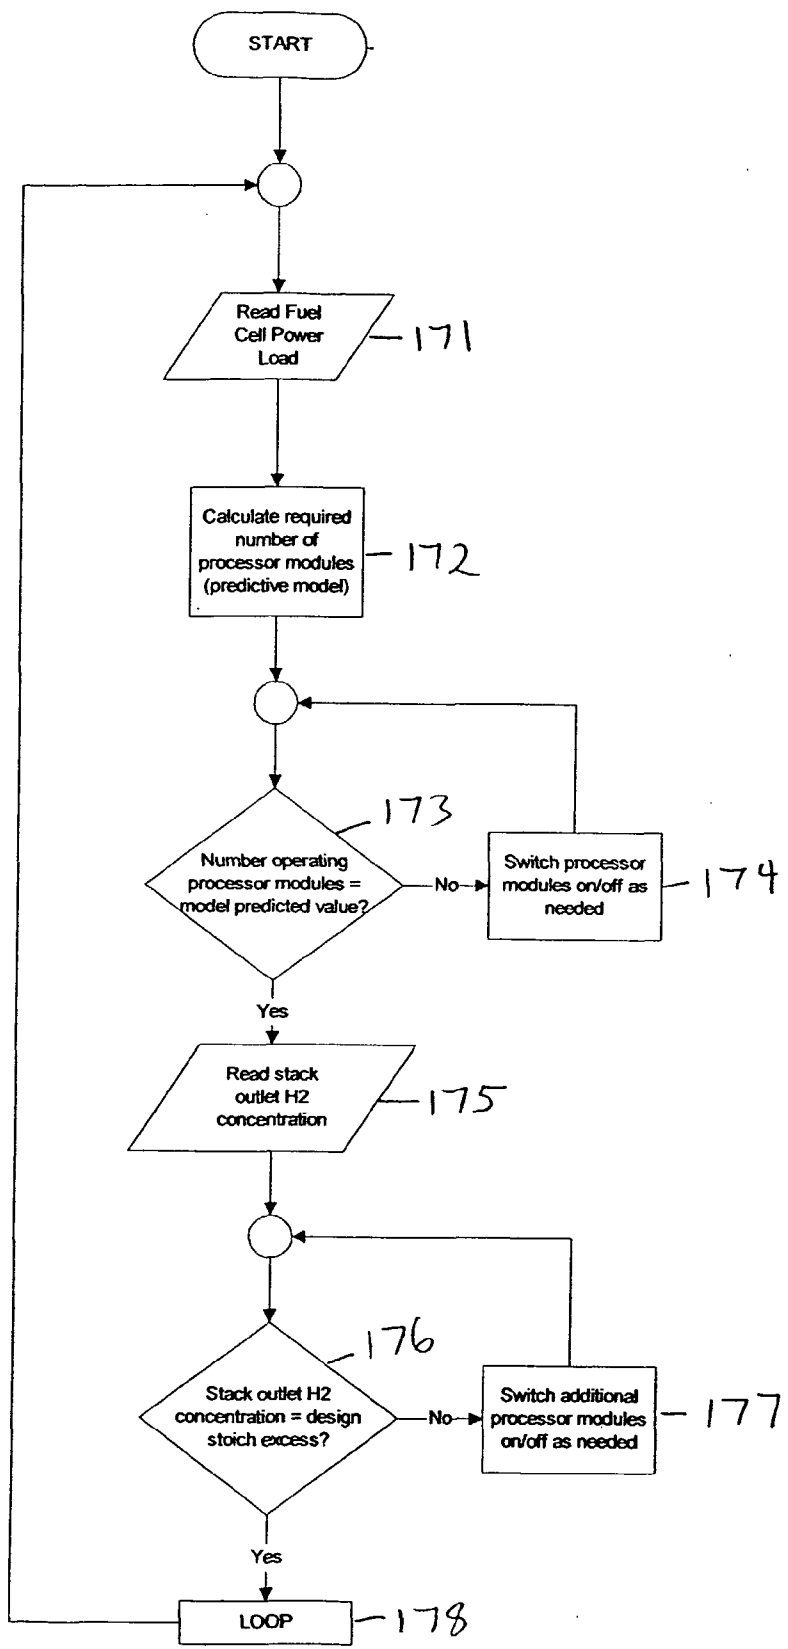 START
Read Fuel
Cell Power
Load
171
Calculate required
number of
processor modules
(predictive model)
172
173
Number operating
processor modules =
model predicted value?
No
Switch processor
modules on/off as
needed
174
Yes
Read stack
outlet H2
concentration
175
176
Stack outlet H2
concentration = design
stoich excess?
No
Switch additional
processor modules
on/off as needed
177
Yes
LOOP
178